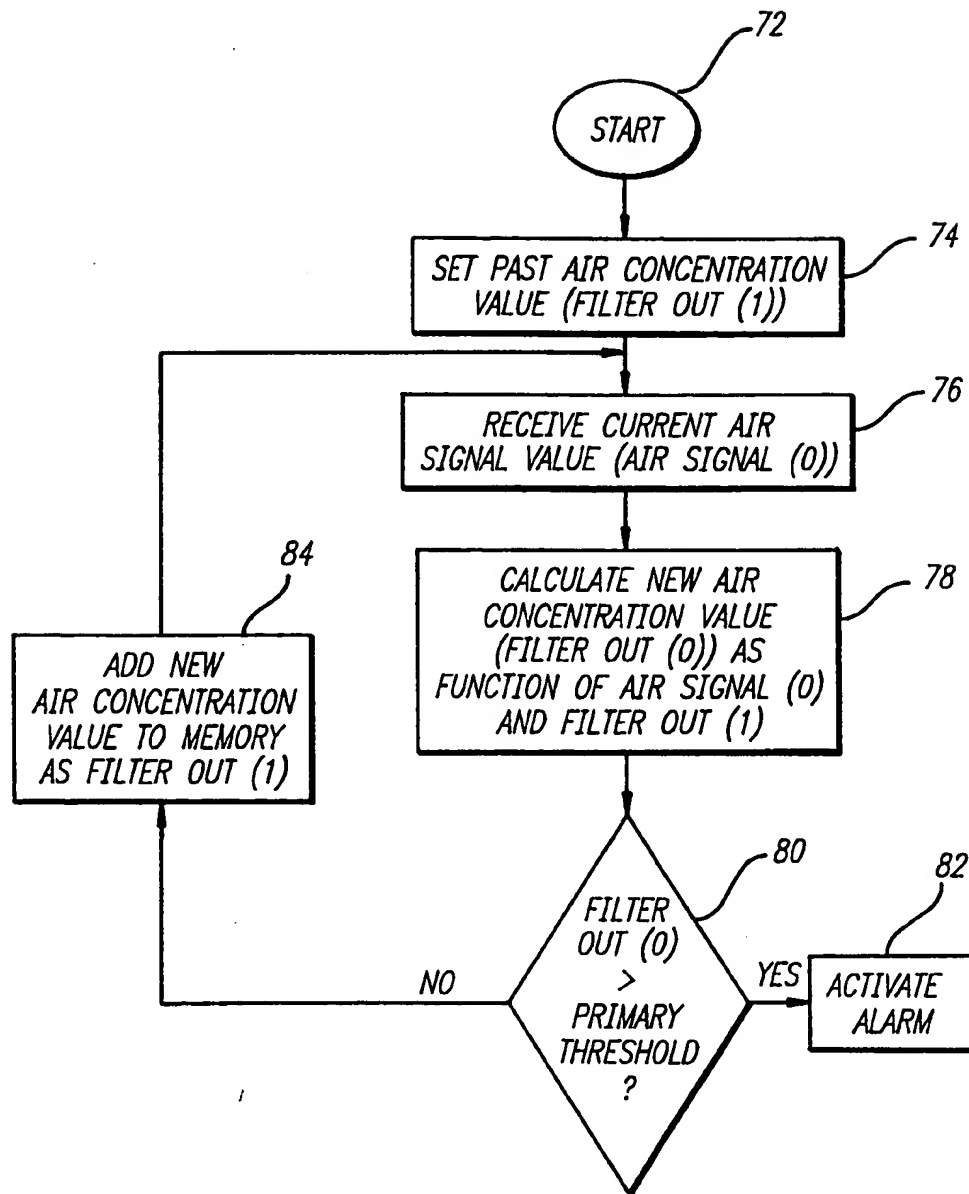 72
START
74
SET PAST AIR CONCENTRATION
VALUE (FILTER OUT (1))
76
RECEIVE CURRENT AIR
SIGNAL VALUE (AIR SIGNAL (0))
78
CALCULATE NEW AIR
CONCENTRATION VALUE
(FILTER OUT (0)) AS
FUNCTION OF AIR SIGNAL (0)
AND FILTER OUT (1)
84
ADD NEW
AIR CONCENTRATION
VALUE TO MEMORY
AS FILTER OUT (1)
80
FILTER
OUT (0)
>
PRIMARY
THRESHOLD
?
NO
YES
82
ACTIVATE
ALARM